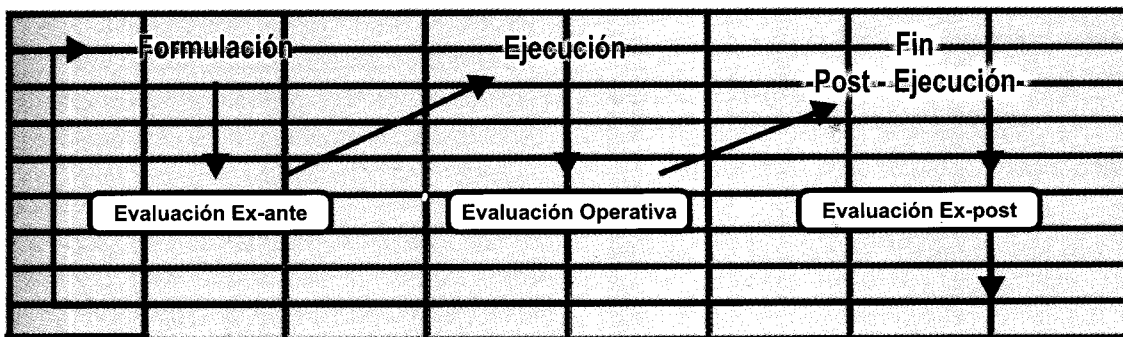 Formulación
Ejecución
Fin
-Post - Ejecución-
Evaluación Ex-ante
Evaluación Operativa
Evaluación Ex-post